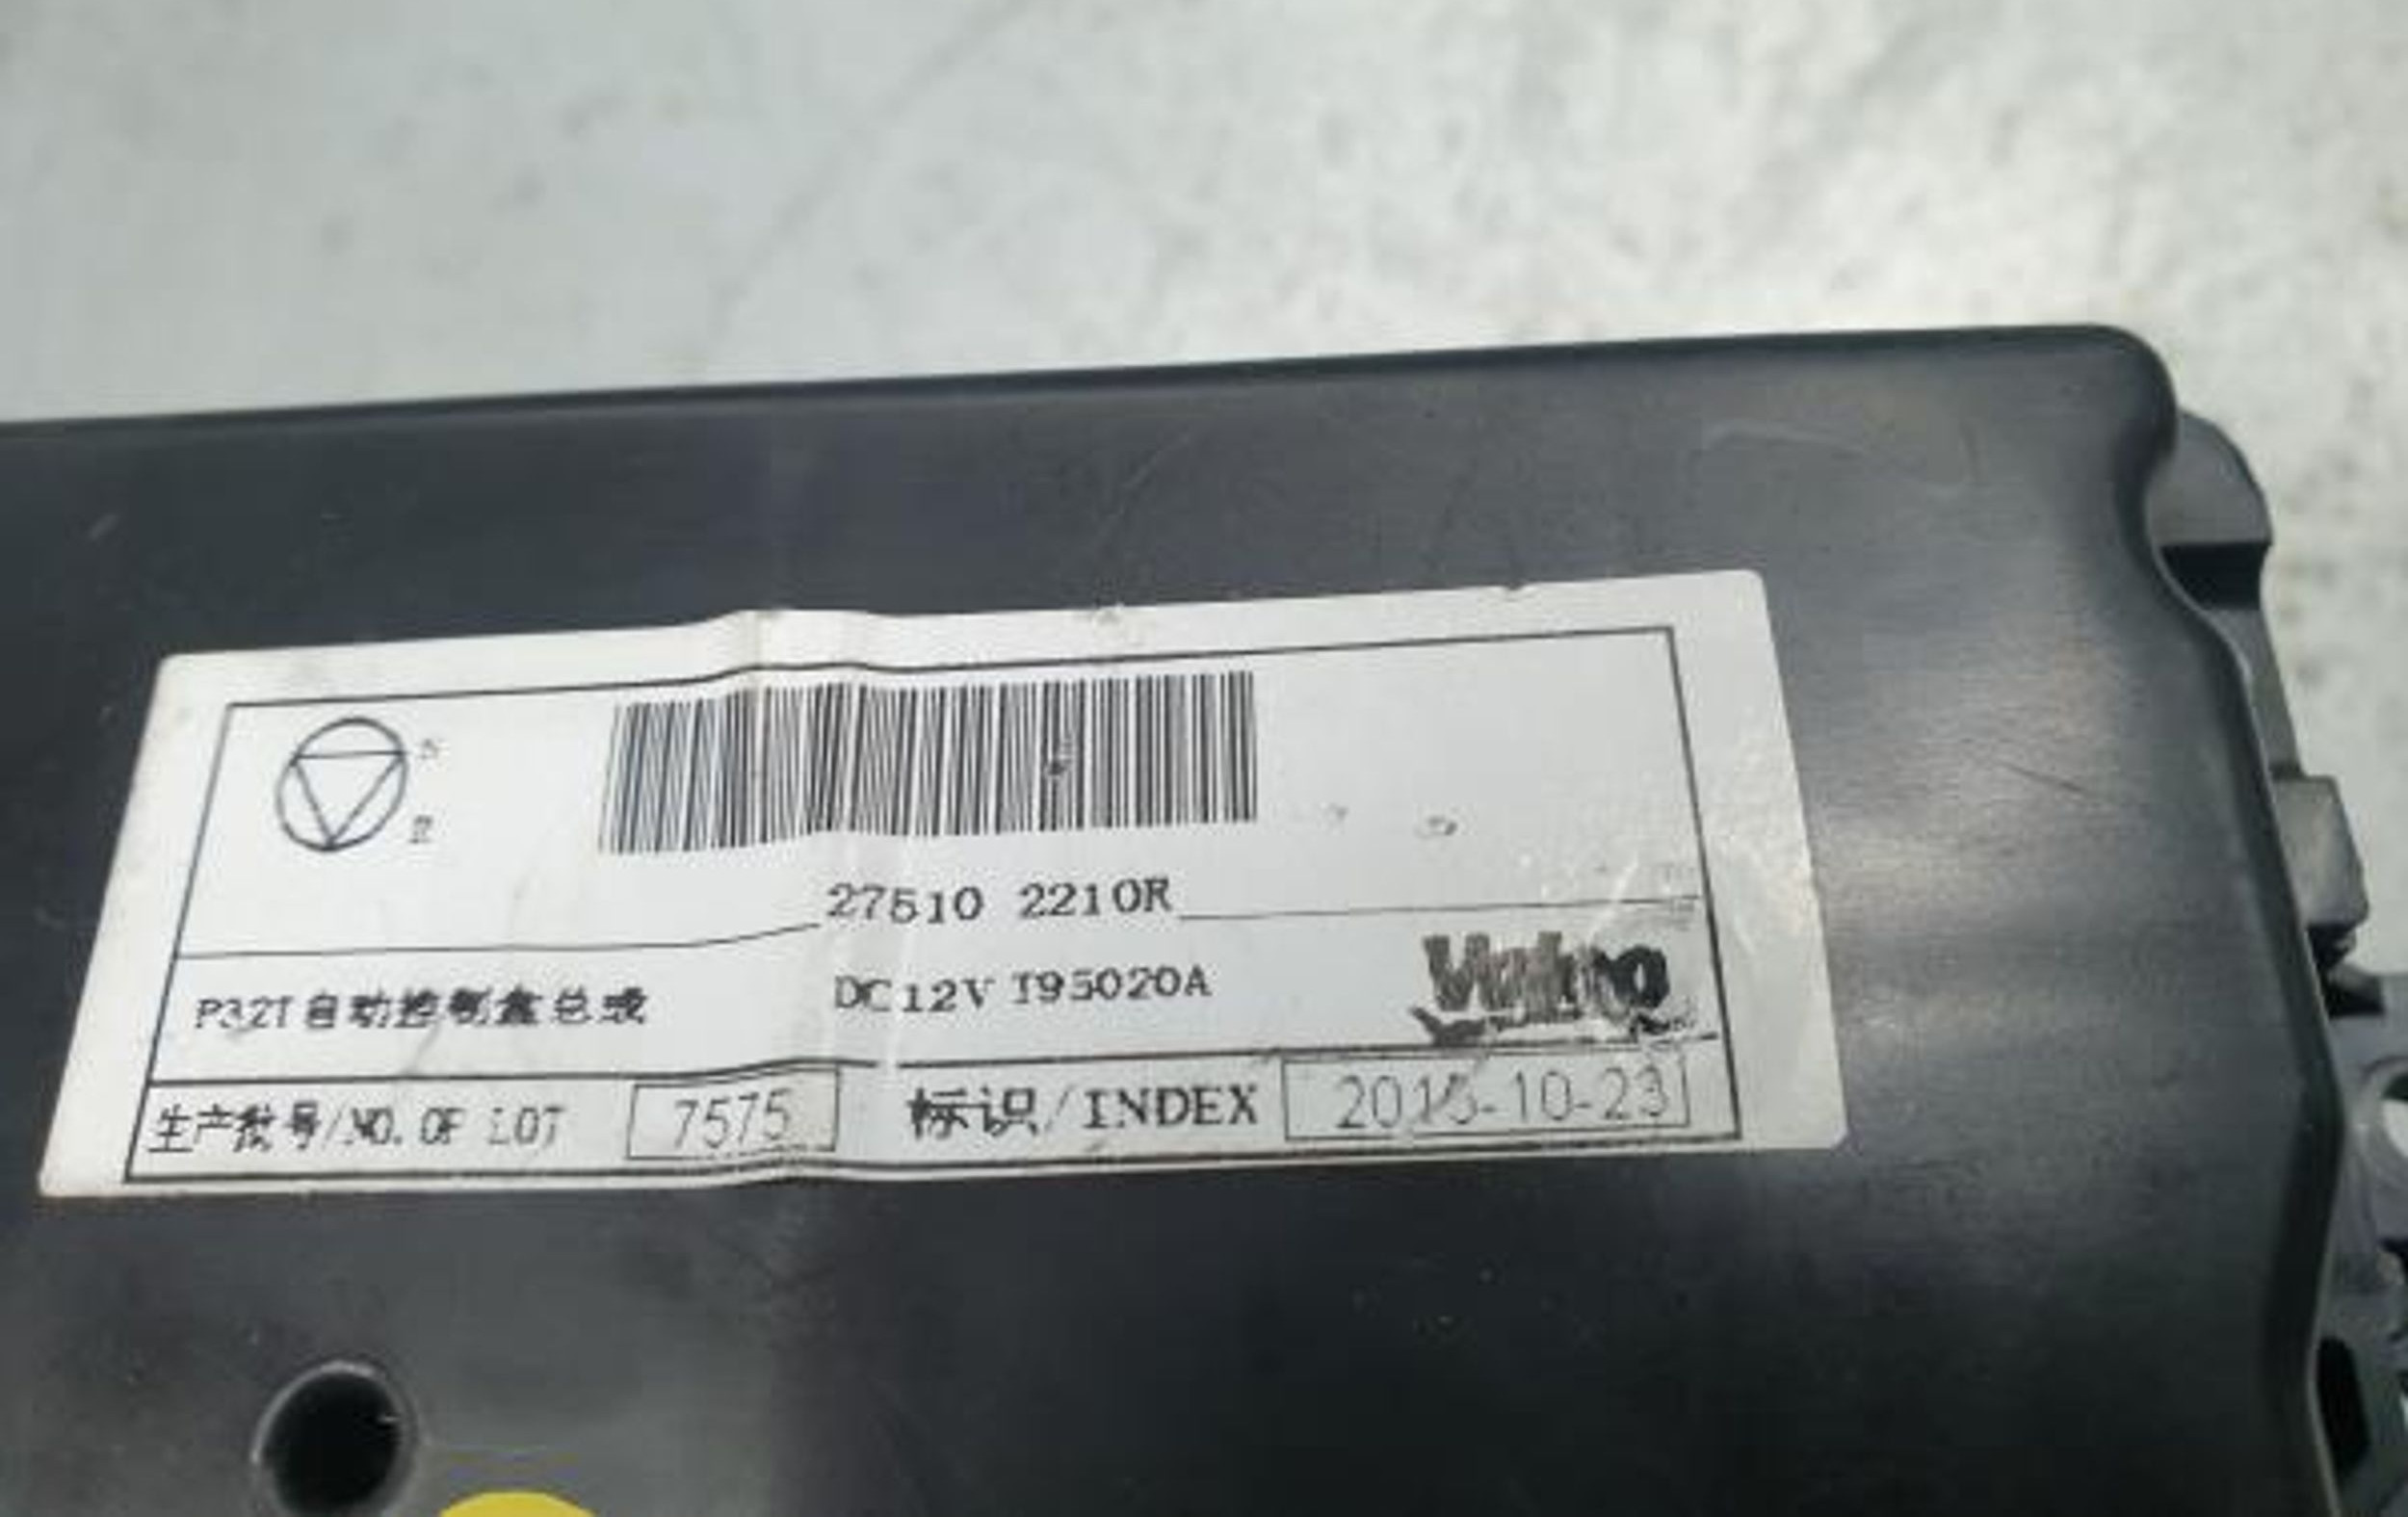 27510 2210R
P32T 自动控制盒总成 DC12V T95020A Valeo
生产批号/NO. OF LOT 7575 标识/INDEX 2015-10-23